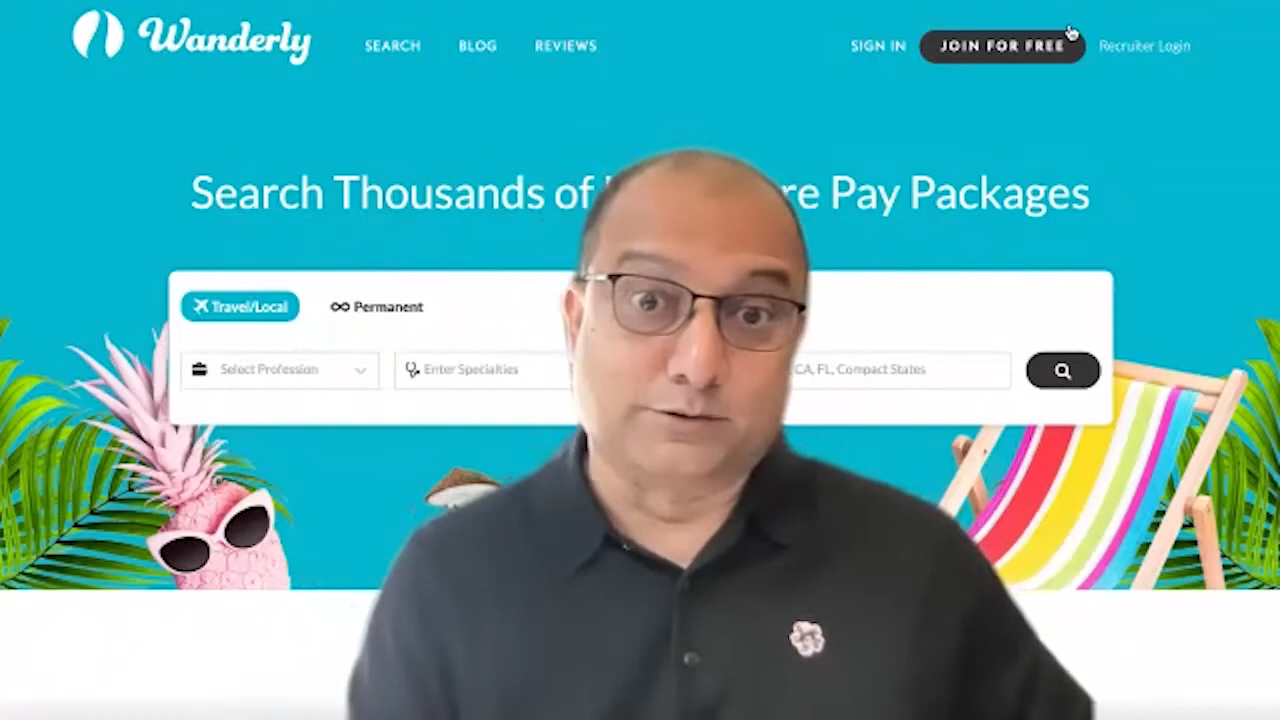 Wanderly
SEARCH BLOG REVIEWS SIGN IN JOIN FOR FREE Recruiter Login
Search Thousands of re Pay Packages
Travel/Local Permanent
Select Profession Enter Specialties CA, FL, Compact States